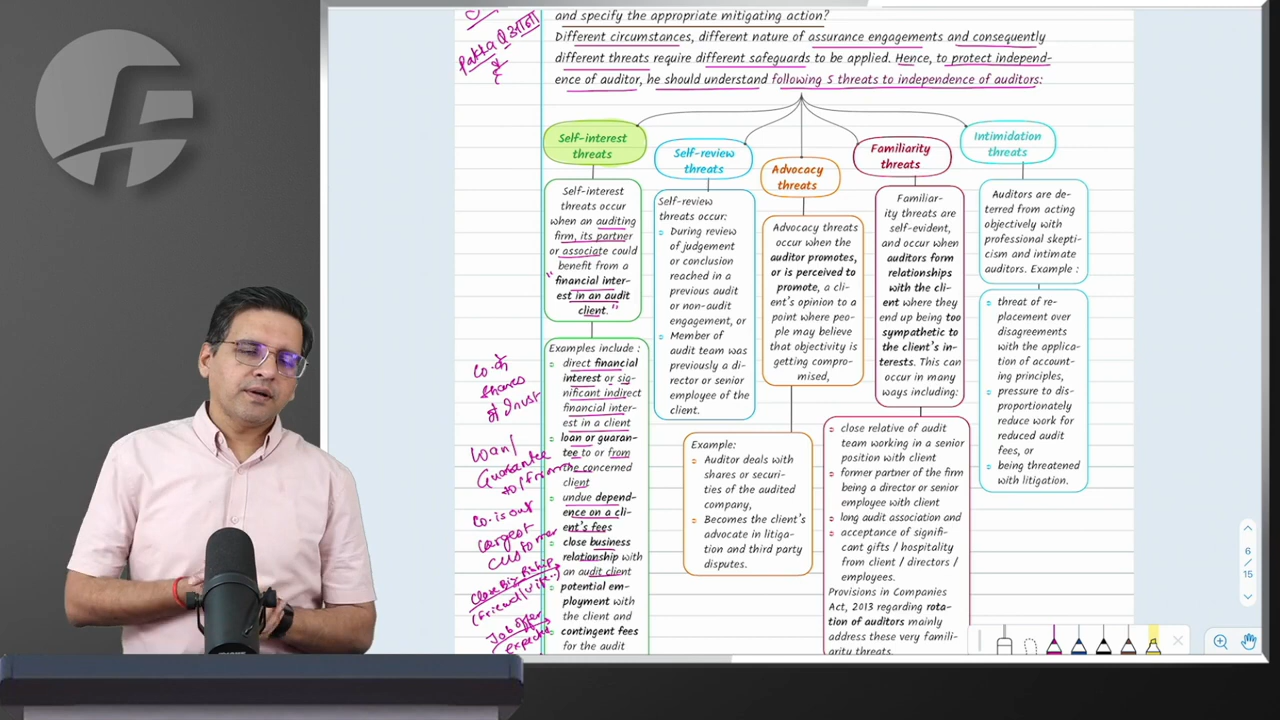 and specify the appropriate mitigating action?
Different circumstances, different nature of assurance engagements and consequently
different threats require different safeguards to be applied. Hence, to protect independ-
ence of auditor, he should understand following 5 threats to independence of auditors:
Self-interest
threats
Self-interest
threats occur
when an auditing
firm, its partner
or associate could
benefit from a
financial inter-
est in an audit
client.
Examples include :
direct financial
interest or sig-
nificant indirect
financial inter-
est in a client
loan or guaran-
tee to or from
the concerned
client
undue depend-
ence on a cli-
ent's fees
close business
relationship with
an audit client
potential em-
ployment with
the client and
contingent fees
for the audit
Self-review
threats
Self-review
threats occur:
During review
of judgement
or conclusion
reached in a
previous audit
or non-audit
engagement, or
Member of
audit team was
previously a di-
rector or senior
employee of the
client.
Advocacy
threats
Advocacy threats
occur when the
auditor promotes,
or is perceived to
promote, a cli-
ent's opinion to a
point where peo-
ple may believe
that objectivity is
getting compro-
mised,
Example:
Auditor deals with
shares or securi-
ties of the audited
company,
Becomes the client's
advocate in litiga-
tion and third party
disputes.
Familiarity
threats
Familiar-
ity threats are
self-evident,
and occur when
auditors form
relationships
with the cli-
ent where they
end up being too
sympathetic to
the client's in-
terests. This can
occur in many
ways including:
close relative of audit
team working in a senior
position with client
former partner of the firm
being a director or senior
employee with client
long audit association and
acceptance of signifi-
cant gifts / hospitality
from client / directors /
employees.
Provisions in Companies
Act, 2013 regarding rota-
tion of auditors mainly
address these very famili-
arity threats.
Intimidation
threats
Auditors are de-
terred from acting
objectively with
professional skepti-
cism and intimate
auditors. Example :
threat of re-
placement over
disagreements
with the applica-
tion of account-
ing principles,
pressure to dis-
proportionately
reduce work for
reduced audit
fees, or
being threatened
with litigation.
Pakka
shares
Loan/
Guarantee
to/from
Co. is our
largest
customer
Job offer
6
/
15